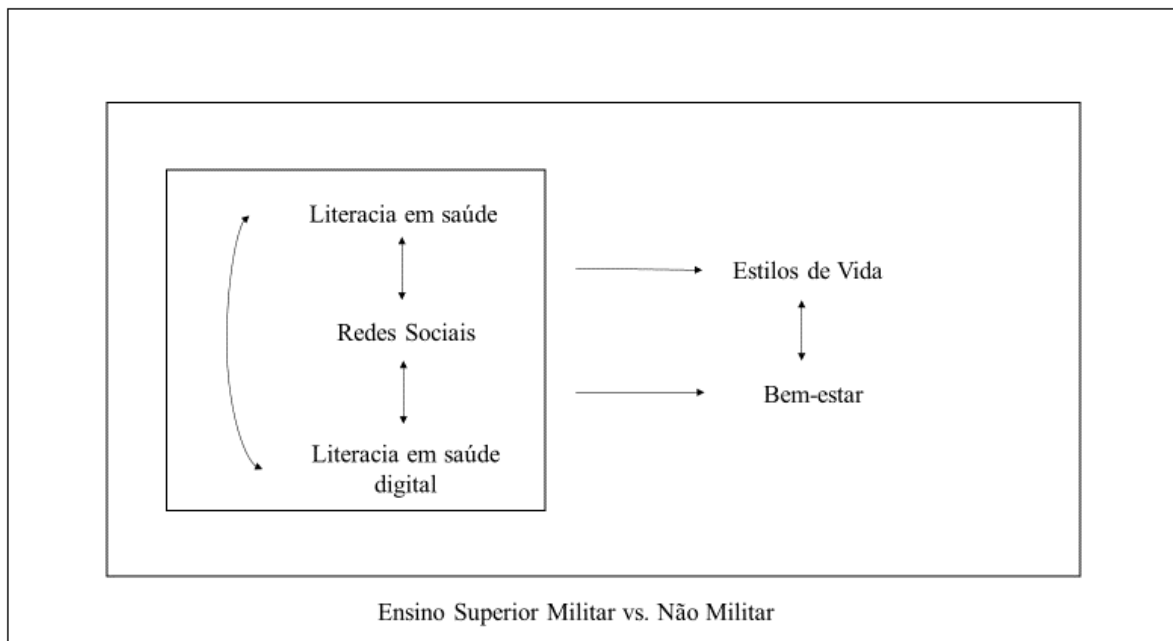 Literacia em saúde
Estilos de Vida
Redes Sociais
Bem-estar
Literacia em saúde
digital
Ensino Superior Militar vs. Não Militar